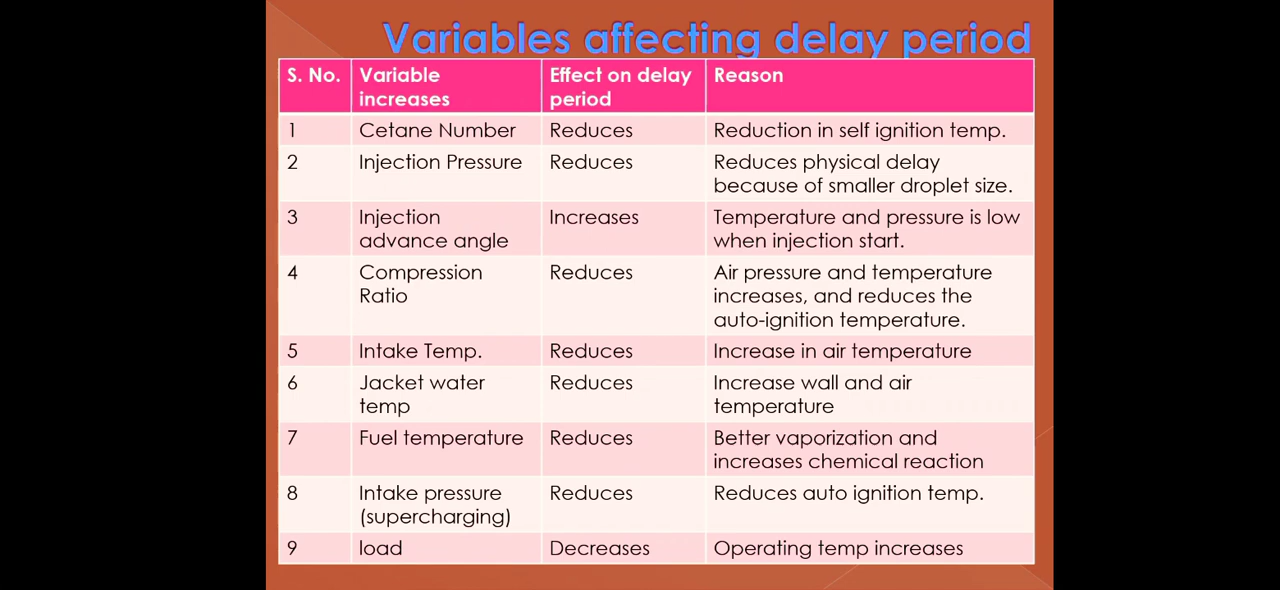 Variables affecting delay period
S. No. Variable increases Effect on delay period Reason
1 Cetane Number Reduces Reduction in self ignition temp.
2 Injection Pressure Reduces Reduces physical delay because of smaller droplet size.
3 Injection advance angle Increases Temperature and pressure is low when injection start.
4 Compression Ratio Reduces Air pressure and temperature increases, and reduces the auto-ignition temperature.
5 Intake Temp. Reduces Increase in air temperature
6 Jacket water temp Reduces Increase wall and air temperature
7 Fuel temperature Reduces Better vaporization and increases chemical reaction
8 Intake pressure (supercharging) Reduces Reduces auto ignition temp.
9 load Decreases Operating temp increases